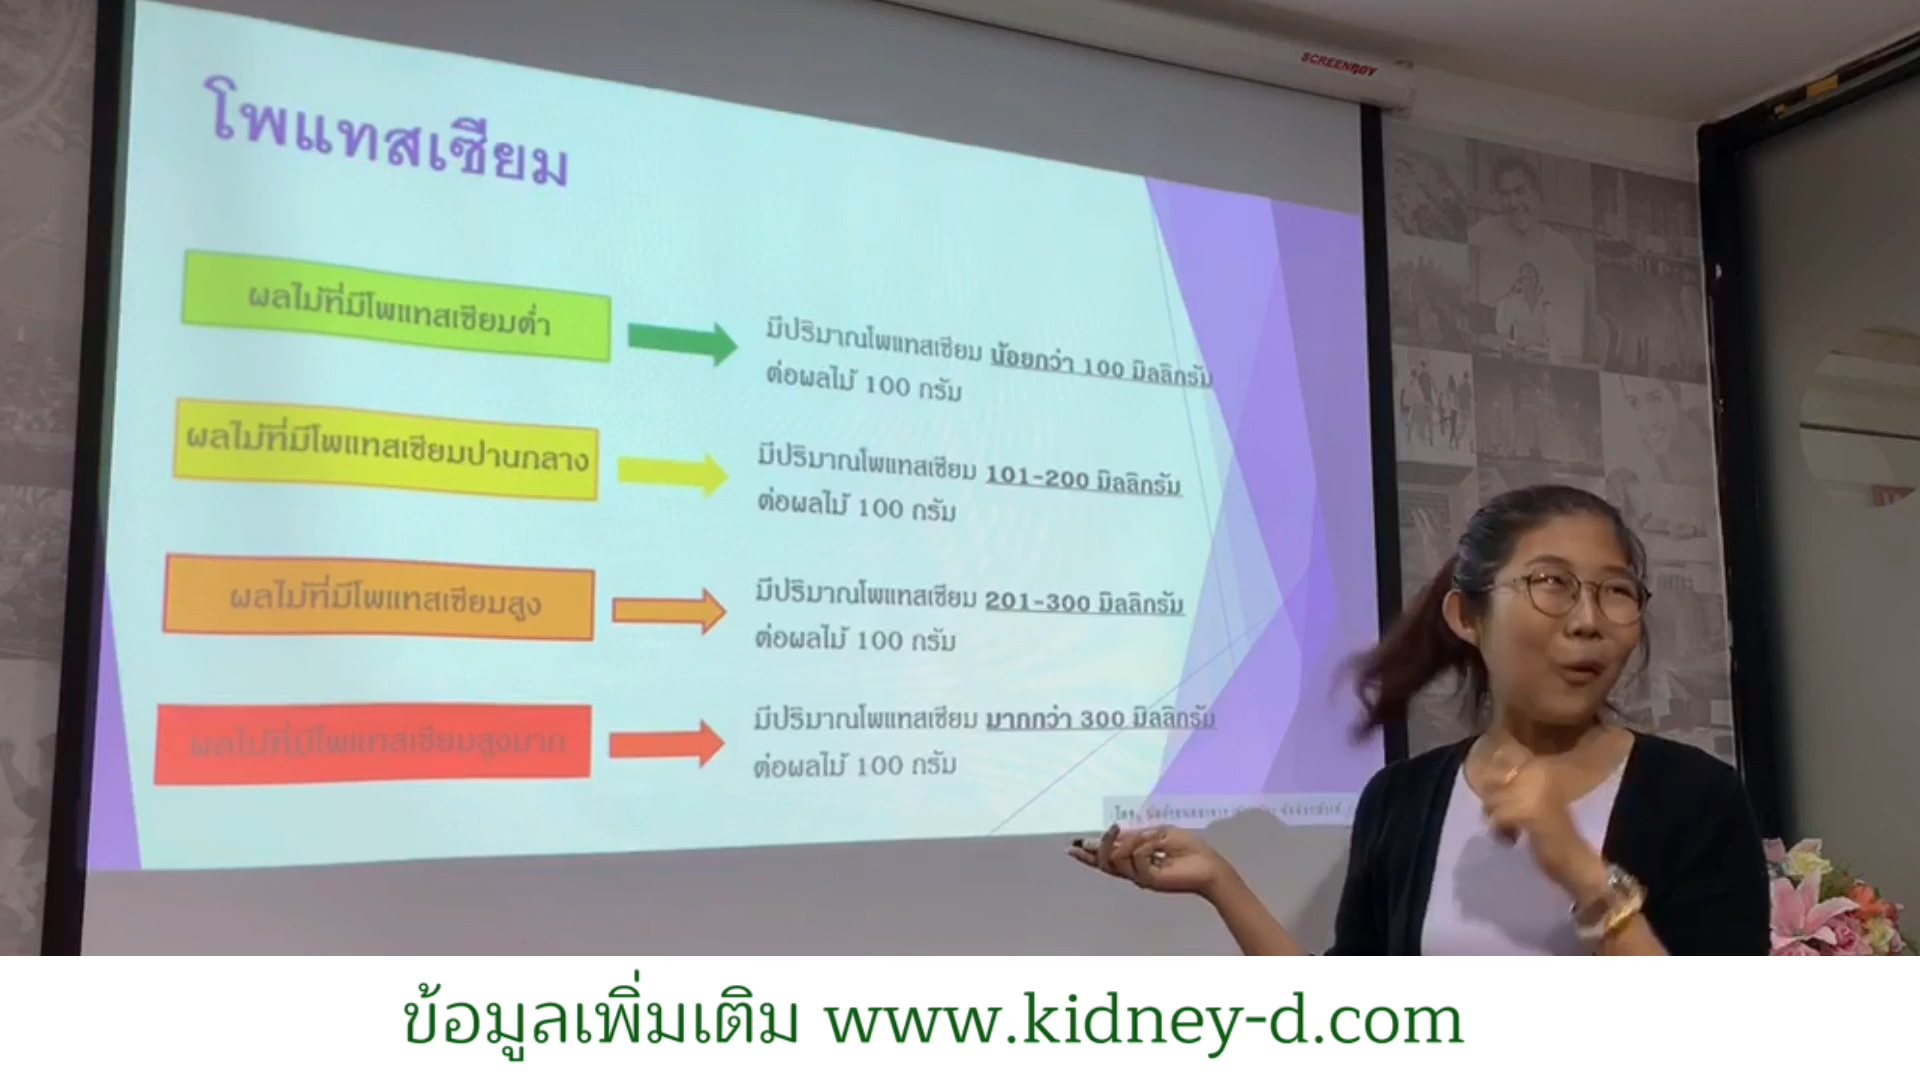 SCREENBOY
โพแทสเซียม
ผลไม้ที่มีโพแทสเซียมต่ำ
มีปริมาณโพแทสเซียม น้อยกว่า 100 มิลลิกรัม
ต่อผลไม้ 100 กรัม
ผลไม้ที่มีโพแทสเซียมปานกลาง
มีปริมาณโพแทสเซียม 101-200 มิลลิกรัม
ต่อผลไม้ 100 กรัม
ผลไม้ที่มีโพแทสเซียมสูง
มีปริมาณโพแทสเซียม 201-300 มิลลิกรัม
ต่อผลไม้ 100 กรัม
ผลไม้ที่มีโพแทสเซียมสูงมาก
มีปริมาณโพแทสเซียม มากกว่า 300 มิลลิกรัม
ต่อผลไม้ 100 กรัม
ข้อมูลเพิ่มเติม www.kidney-d.com